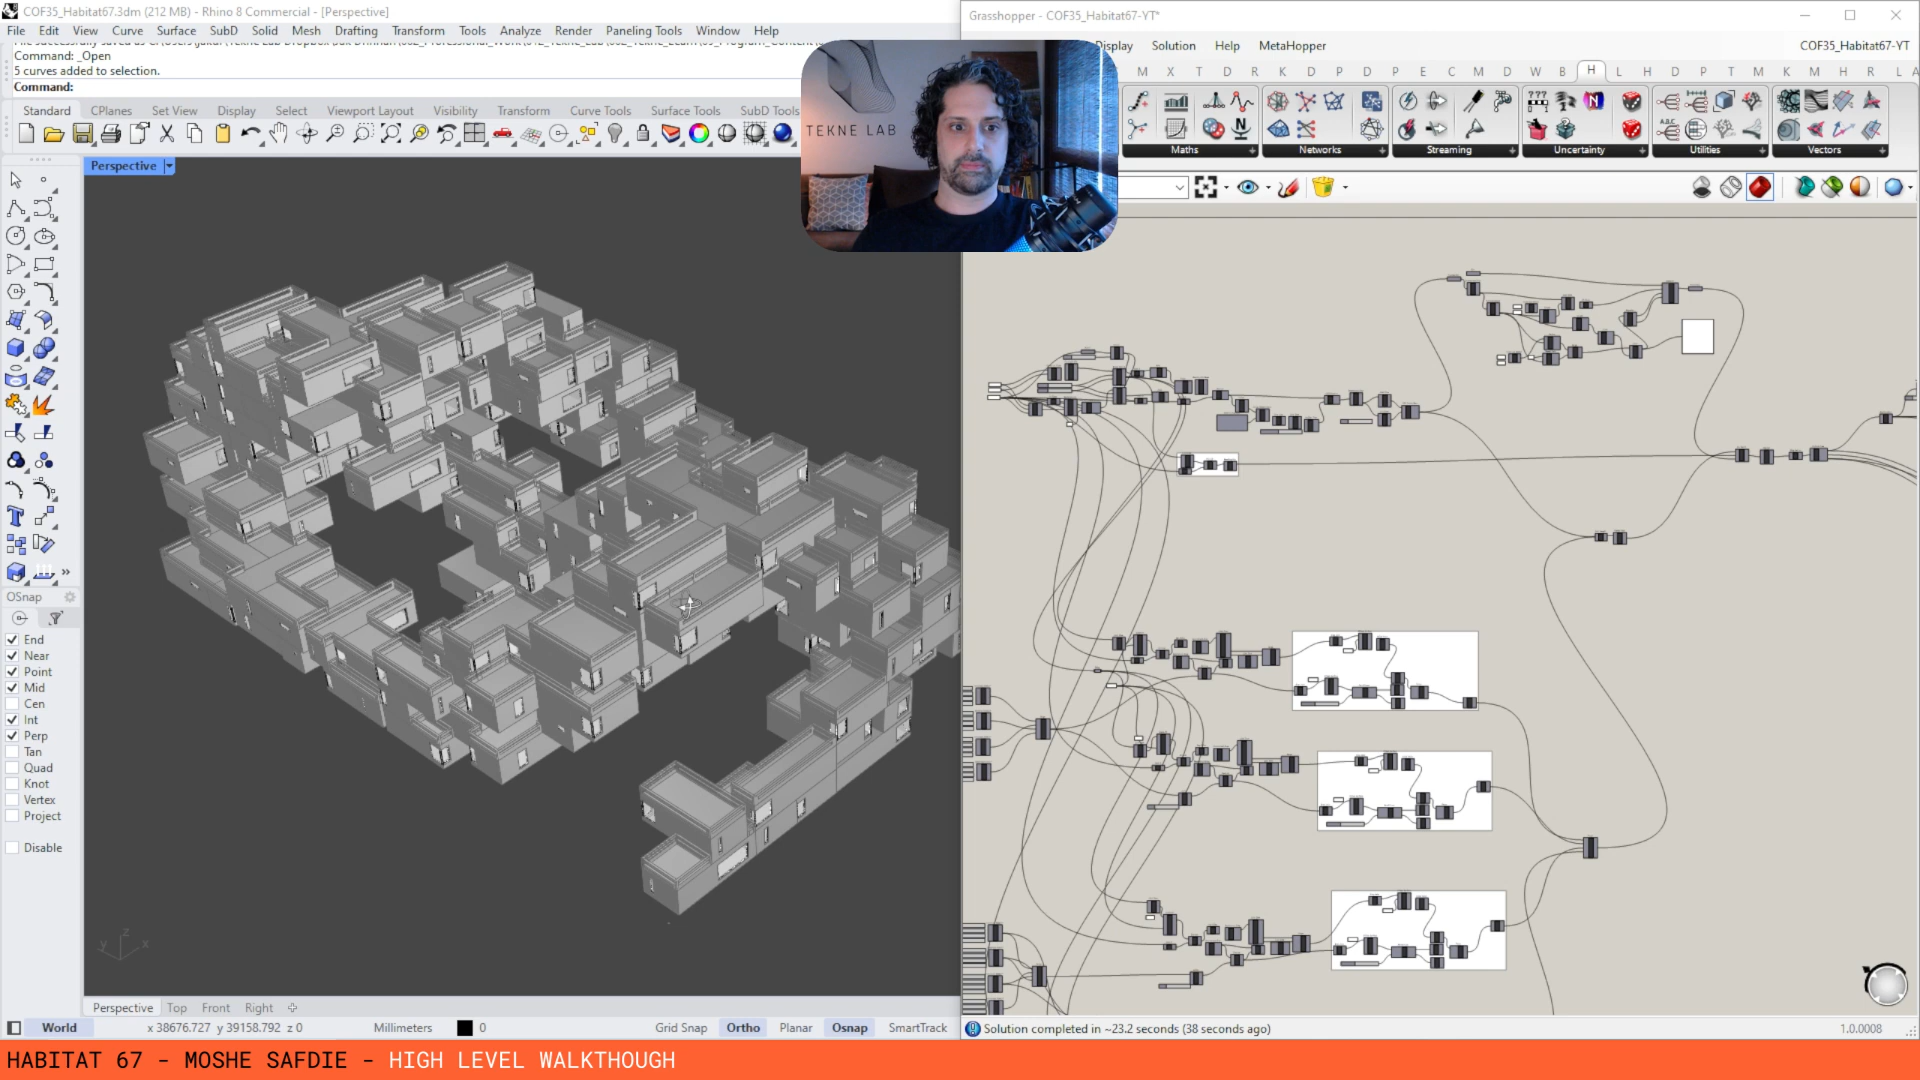 COF35_Habitat67.3dm (212 MB) - Rhino 8 Commercial - [Perspective]
File Edit View Curve Surface SubD Solid Mesh Drafting Transform Tools Analyze Render Paneling Tools Window Help
Command: _Open
5 curves added to selection.
Command:
Standard CPlanes Set View Display Select Viewport Layout Visibility Transform Curve Tools Surface Tools SubD Tools
Perspective
OSnap
End
Near
Point
Mid
Cen
Int
Perp
Tan
Quad
Knot
Vertex
Project
Disable
z
y x
Perspective Top Front Right
World x 38676.727 y 39158.792 z 0 Millimeters 0 Grid Snap Ortho Planar Osnap SmartTrack
TEKNE LAB
Grasshopper - COF35_Habitat67-YT*
Display Solution Help MetaHopper COF35_Habitat67-YT
M X T D R K D P D P E C M D W B H L H D P T M K M H R L A
Maths Networks Streaming Uncertainty Utilities Vectors
Solution completed in ~23.2 seconds (38 seconds ago) 1.0.0008
HABITAT 67 - MOSHE SAFDIE - HIGH LEVEL WALKTHOUGH